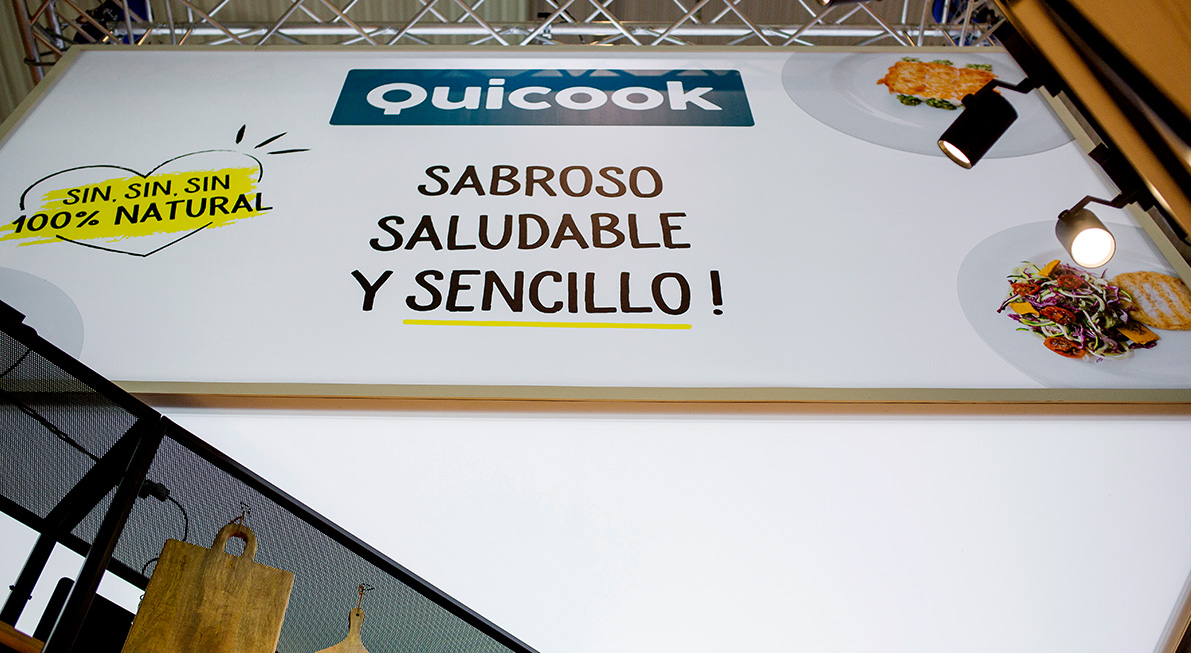 Quicook
SIN, SIN, SIN
100% NATURAL
SABROSO
SALUDABLE
Y SENCILLO!